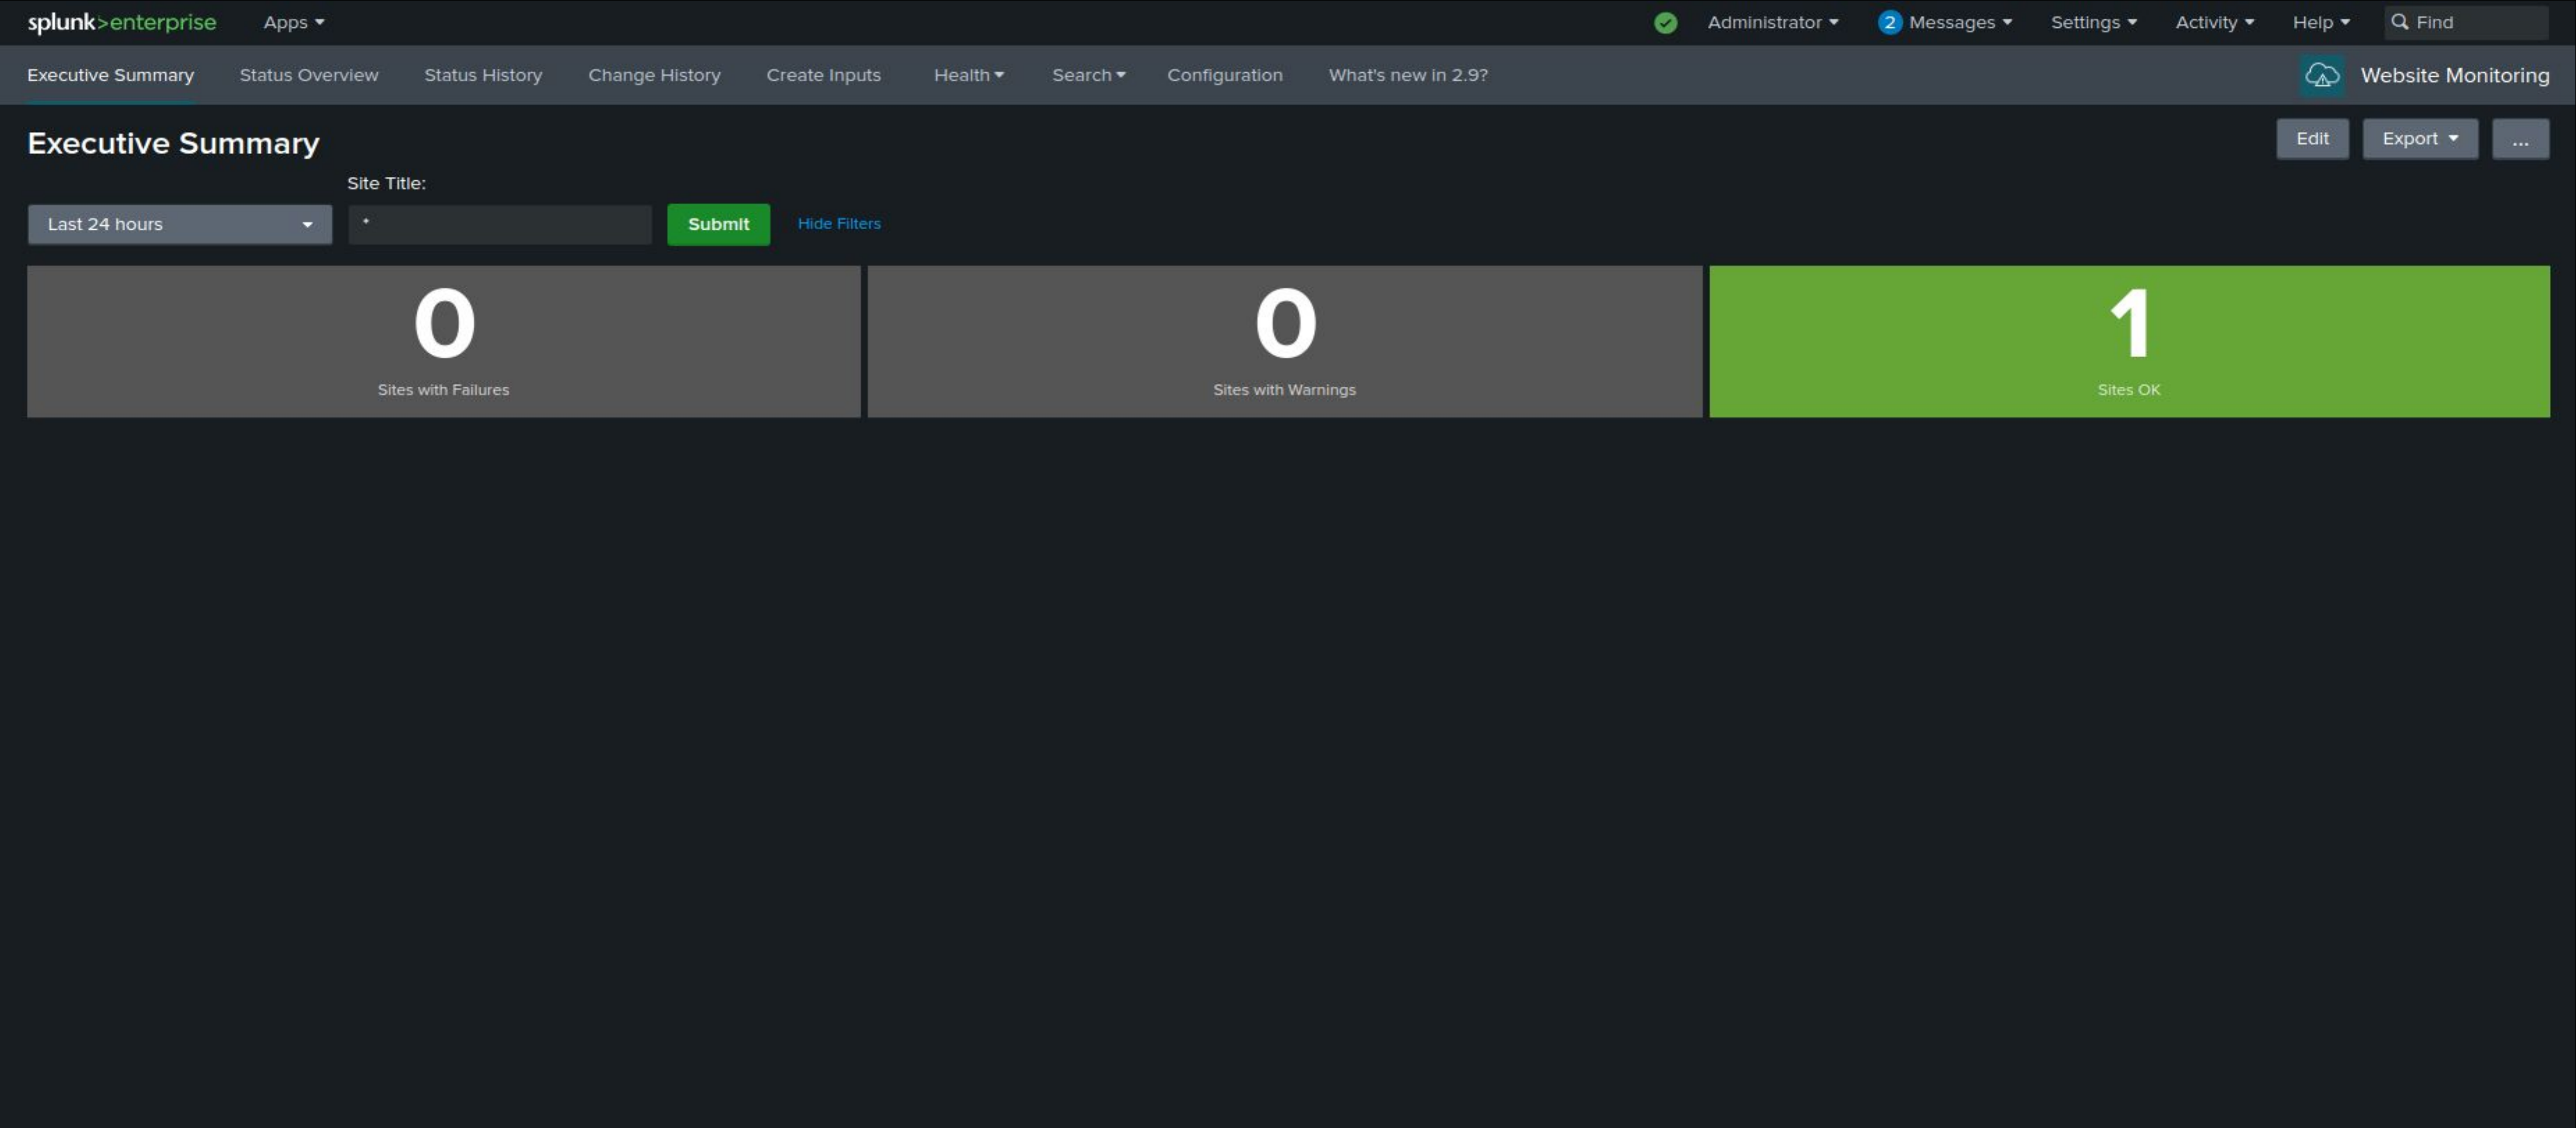 splunk>enterprise Apps Administrator 2 Messages Settings Activity Help Find
Executive Summary Status Overview Status History Change History Create Inputs Health Search Configuration What's new in 2.9? Website Monitoring
Executive Summary Edit Export ...
Site Title:
Last 24 hours * Submit Hide Filters
0 0 1
Sites with Failures Sites with Warnings Sites OK